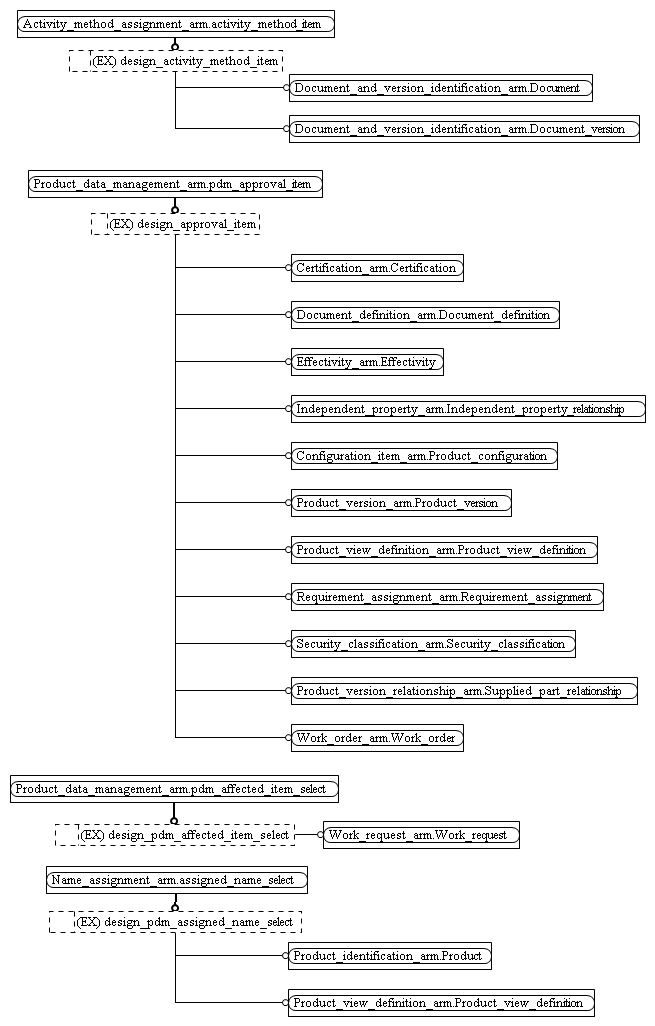 Activity_method_assignment_arm.activity_method_item
(EX) design_activity_method_item
Document_and_version_identification_arm.Document
Document_and_version_identification_arm.Document_version
Product_data_management_arm.pdm_approval_item
(EX) design_approval_item
Certification_arm.Certification
Document_definition_arm.Document_definition
Effectivity_arm.Effectivity
Independent_property_arm.Independent_property_relationship
Configuration_item_arm.Product_configuration
Product_version_arm.Product_version
Product_view_definition_arm.Product_view_definition
Requirement_assignment_arm.Requirement_assignment
Security_classification_arm.Security_classification
Product_version_relationship_arm.Supplied_part_relationship
Work_order_arm.Work_order
Product_data_management_arm.pdm_affected_item_select
(EX) design_pdm_affected_item_select
Work_request_arm.Work_request
Name_assignment_arm.assigned_name_select
(EX) design_pdm_assigned_name_select
Product_identification_arm.Product
Product_view_definition_arm.Product_view_definition